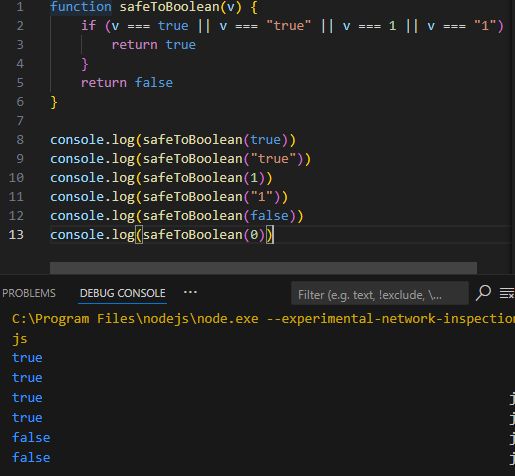 1 function safeToBoolean(v) {
2 if (v === true || v === "true" || v === 1 || v === "1")
3 return true
4 }
5 return false
6 }
7
8 console.log(safeToBoolean(true))
9 console.log(safeToBoolean("true"))
10 console.log(safeToBoolean(1))
11 console.log(safeToBoolean("1"))
12 console.log(safeToBoolean(false))
13 console.log(safeToBoolean(0))
PROBLEMS DEBUG CONSOLE ··· Filter (e.g. text, !exclude, \...
C:\Program Files\nodejs\node.exe --experimental-network-inspection
js
true
true
true j
true j
false j
false j